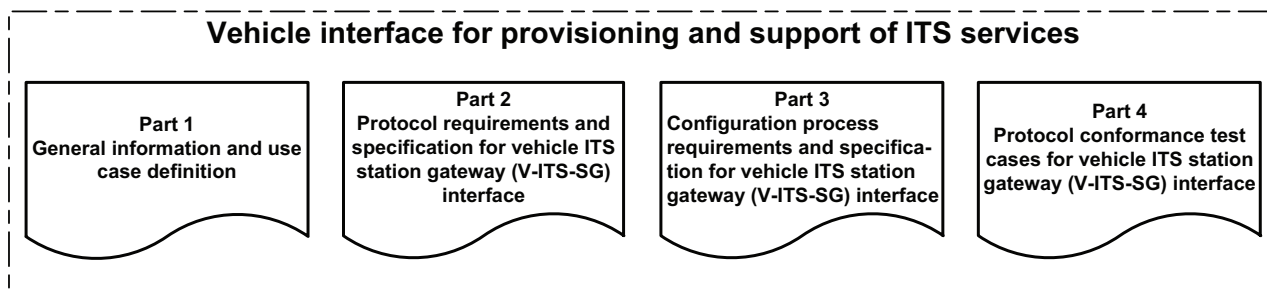 Vehicle interface for provisioning and support of ITS services
Part 1
General information and use
case definition
Part 2
Protocol requirements and
specification for vehicle ITS
station gateway (V-ITS-SG)
interface
Part 3
Configuration process
requirements and specifica-
tion for vehicle ITS station
gateway (V-ITS-SG) interface
Part 4
Protocol conformance test
cases for vehicle ITS station
gateway (V-ITS-SG) interface